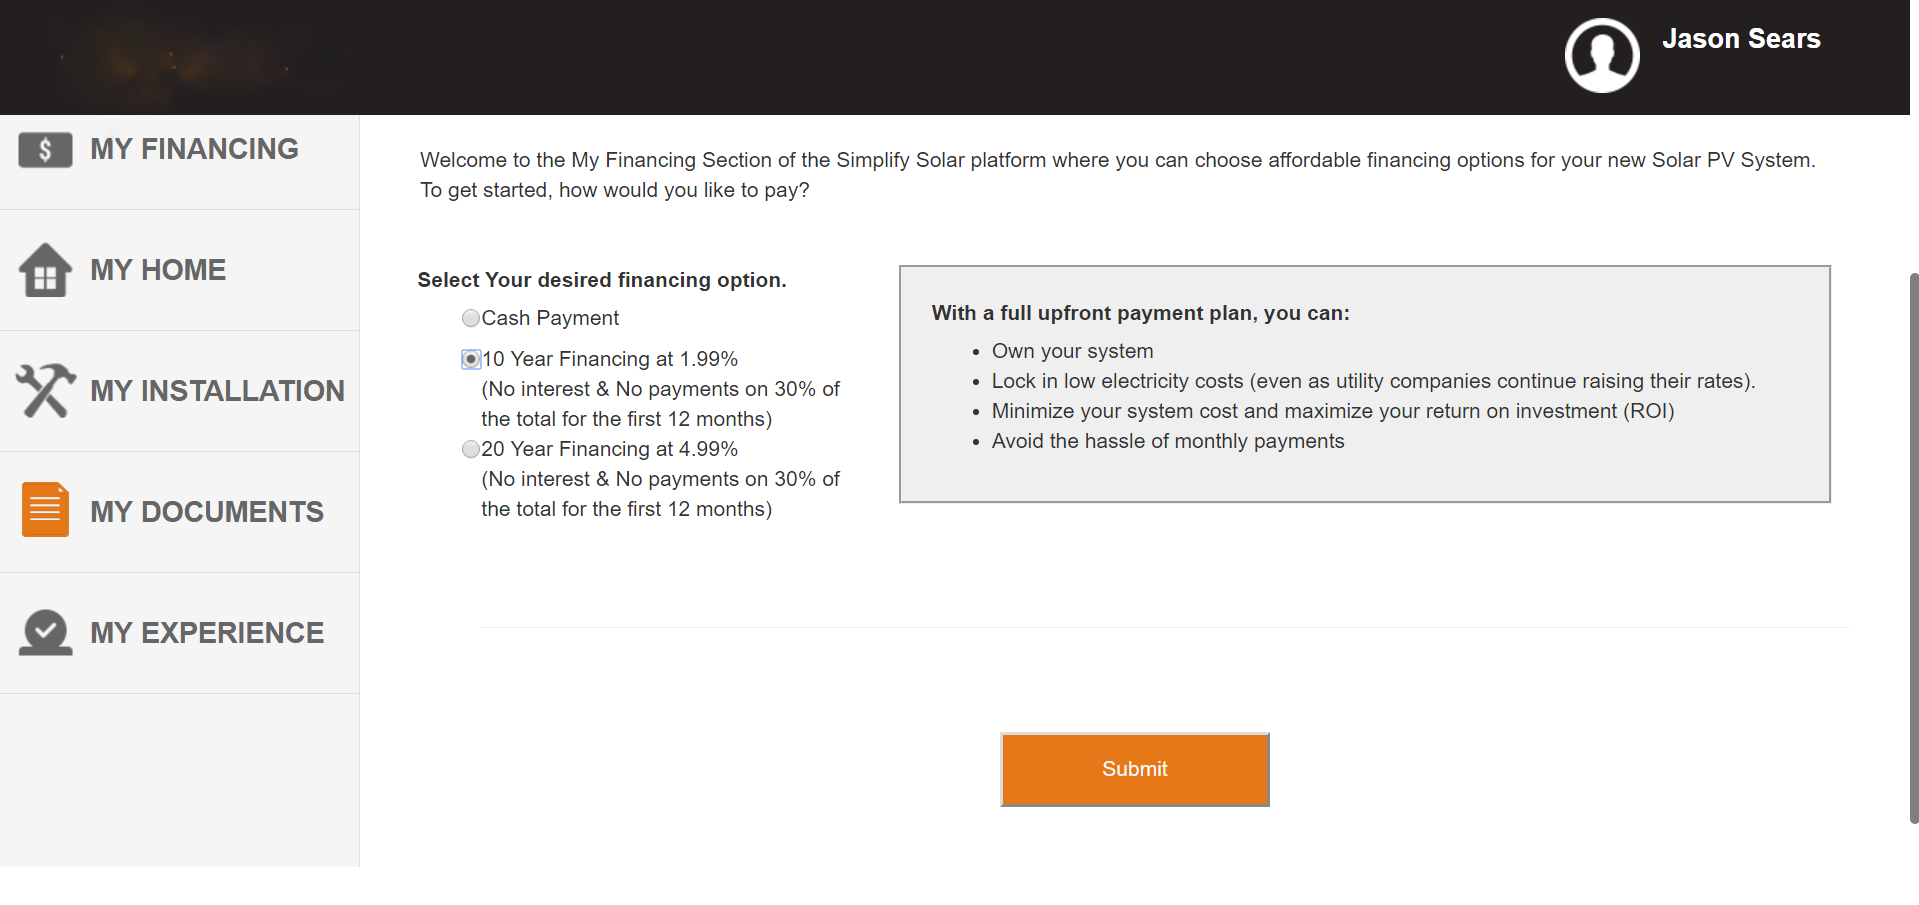 Jason Sears
$ MY FINANCING
MY HOME
MY INSTALLATION
MY DOCUMENTS
MY EXPERIENCE
Welcome to the My Financing Section of the Simplify Solar platform where you can choose affordable financing options for your new Solar PV System.
To get started, how would you like to pay?
Select Your desired financing option.
Cash Payment
10 Year Financing at 1.99%
(No interest & No payments on 30% of
the total for the first 12 months)
20 Year Financing at 4.99%
(No interest & No payments on 30% of
the total for the first 12 months)
With a full upfront payment plan, you can:
• Own your system
• Lock in low electricity costs (even as utility companies continue raising their rates).
• Minimize your system cost and maximize your return on investment (ROI)
• Avoid the hassle of monthly payments
Submit